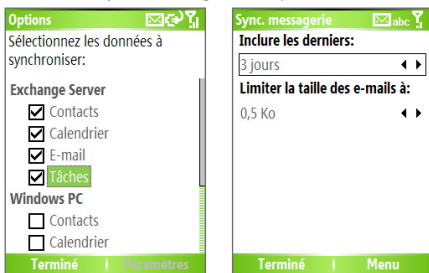 Options
Sélectionnez les données à
synchroniser:
Exchange Server
Contacts
Calendrier
E-mail
Tâches
Windows PC
Contacts
Calendrier
Terminé
Paramètres
Sync. messagerie
abc
Inclure les derniers:
3 jours
Limiter la taille des e-mails à:
0,5 Ko
Terminé
Menu